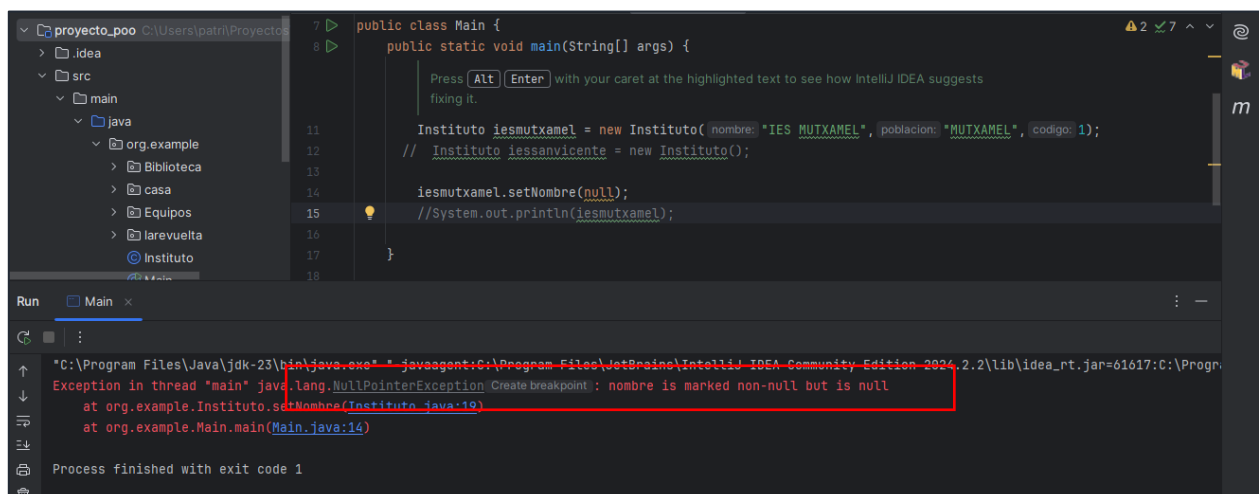 proyecto_poo C:\Users\patri\Proyectos
.idea
src
main
java
org.example
Biblioteca
casa
Equipos
larevuelta
Instituto
Main
2 7
7 public class Main {
8 public static void main(String[] args) {
Press Alt Enter with your caret at the highlighted text to see how IntelliJ IDEA suggests
fixing it.
11 Instituto iesmutxamel = new Instituto( nombre: "IES MUTXAMEL", poblacion: "MUTXAMEL", codigo: 1);
12 // Instituto iessanvicente = new Instituto();
13
14 iesmutxamel.setNombre(null);
15 //System.out.println(iesmutxamel);
16
17 }
18
m
Run Main
"C:\Program Files\Java\jdk-23\bin\java.exe" "-javaagent:C:\Program Files\JetBrains\IntelliJ IDEA Community Edition 2024.2.2\lib\idea_rt.jar=61617:C:\Progr
Exception in thread "main" java.lang.NullPointerException Create breakpoint : nombre is marked non-null but is null
at org.example.Instituto.setNombre(Instituto.java:19)
at org.example.Main.main(Main.java:14)
Process finished with exit code 1